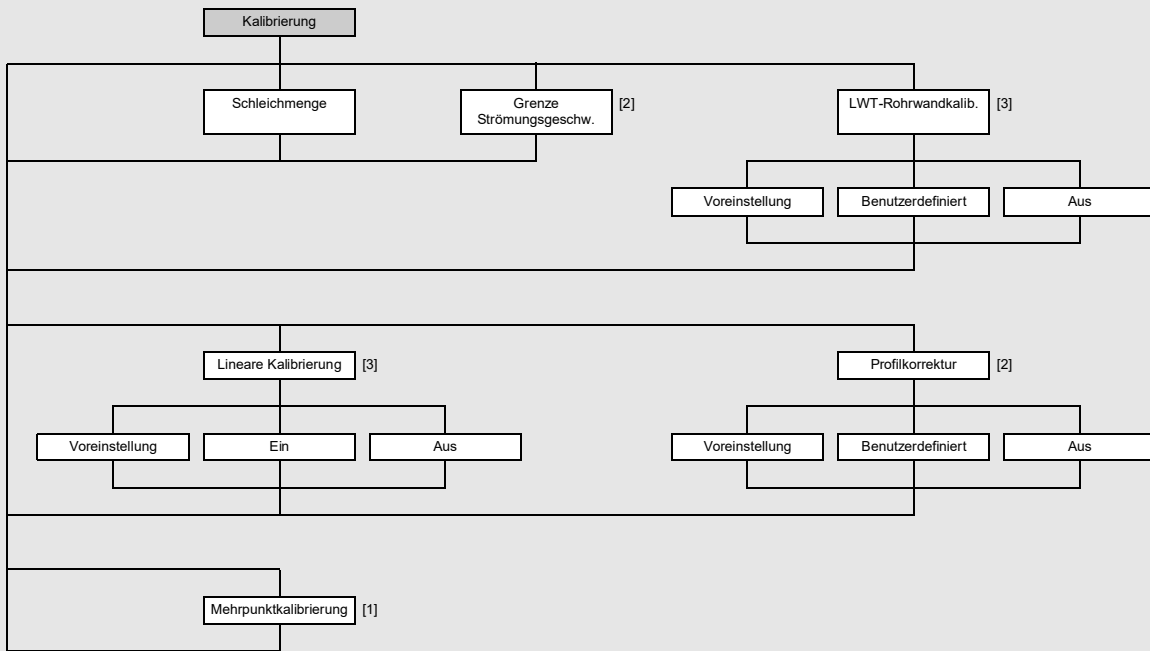 Kalibrierung
Schleichmenge
Grenze
Strömungsgeschw.
[2]
LWT-Rohrwandkalib.
[3]
Voreinstellung
Benutzerdefiniert
Aus
Lineare Kalibrierung
[3]
Profilkorrektur
[2]
Voreinstellung
Ein
Aus
Voreinstellung
Benutzerdefiniert
Aus
Mehrpunktkalibrierung
[1]